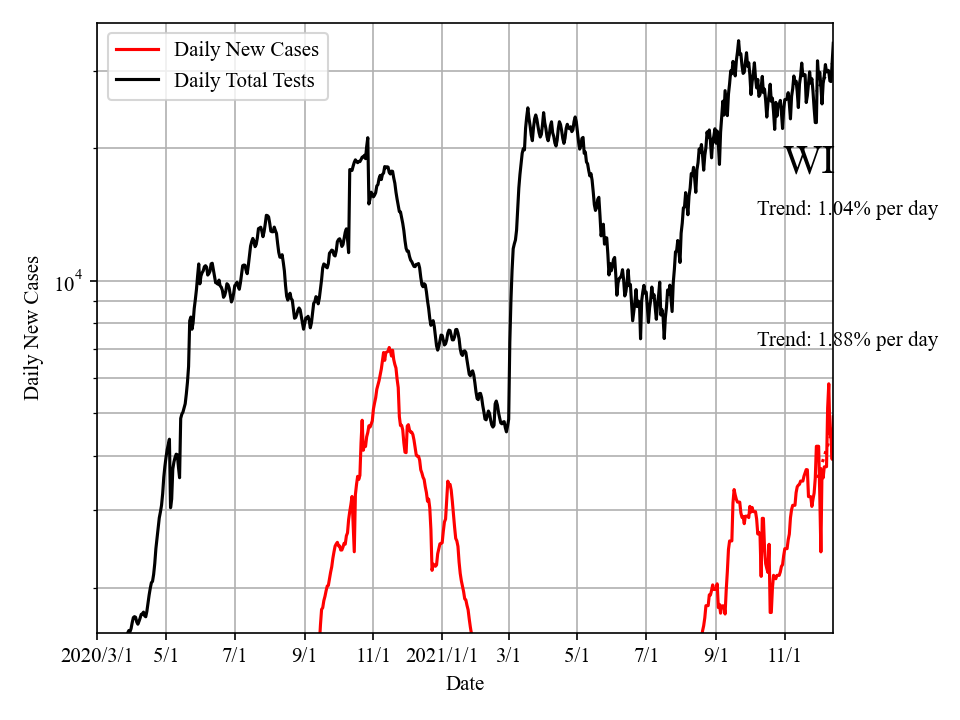 Daily New Cases
Daily Total Tests
WI
Trend: 1.04% per day
Trend: 1.88% per day
Daily New Cases
10^4
2020/3/1 5/1 7/1 9/1 11/1 2021/1/1 3/1 5/1 7/1 9/1 11/1
Date